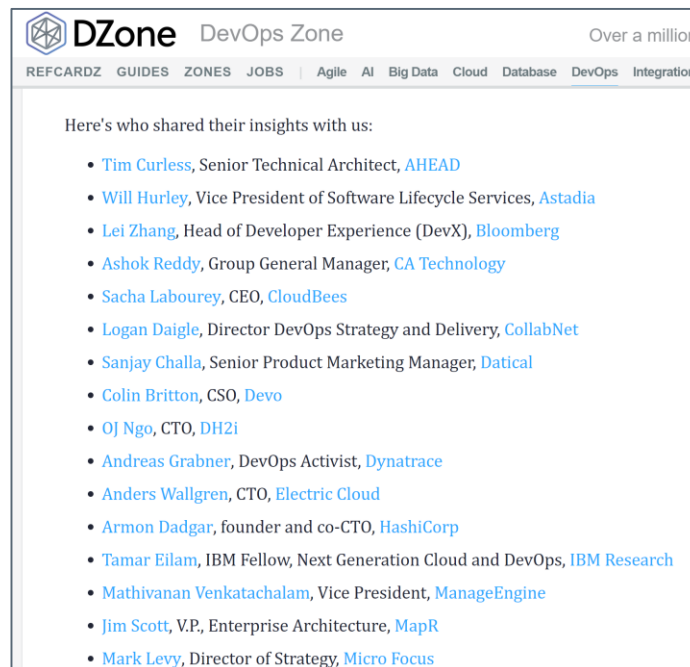 DZone DevOps Zone Over a million
REFCARDZ GUIDES ZONES JOBS | Agile AI Big Data Cloud Database DevOps Integration
Here's who shared their insights with us:
• Tim Curless, Senior Technical Architect, AHEAD
• Will Hurley, Vice President of Software Lifecycle Services, Astadia
• Lei Zhang, Head of Developer Experience (DevX), Bloomberg
• Ashok Reddy, Group General Manager, CA Technology
• Sacha Labourey, CEO, CloudBees
• Logan Daigle, Director DevOps Strategy and Delivery, CollabNet
• Sanjay Challa, Senior Product Marketing Manager, Datical
• Colin Britton, CSO, Devo
• OJ Ngo, CTO, DH2i
• Andreas Grabner, DevOps Activist, Dynatrace
• Anders Wallgren, CTO, Electric Cloud
• Armon Dadgar, founder and co-CTO, HashiCorp
• Tamar Eilam, IBM Fellow, Next Generation Cloud and DevOps, IBM Research
• Mathivanan Venkatachalam, Vice President, ManageEngine
• Jim Scott, V.P., Enterprise Architecture, MapR
• Mark Levy, Director of Strategy, Micro Focus